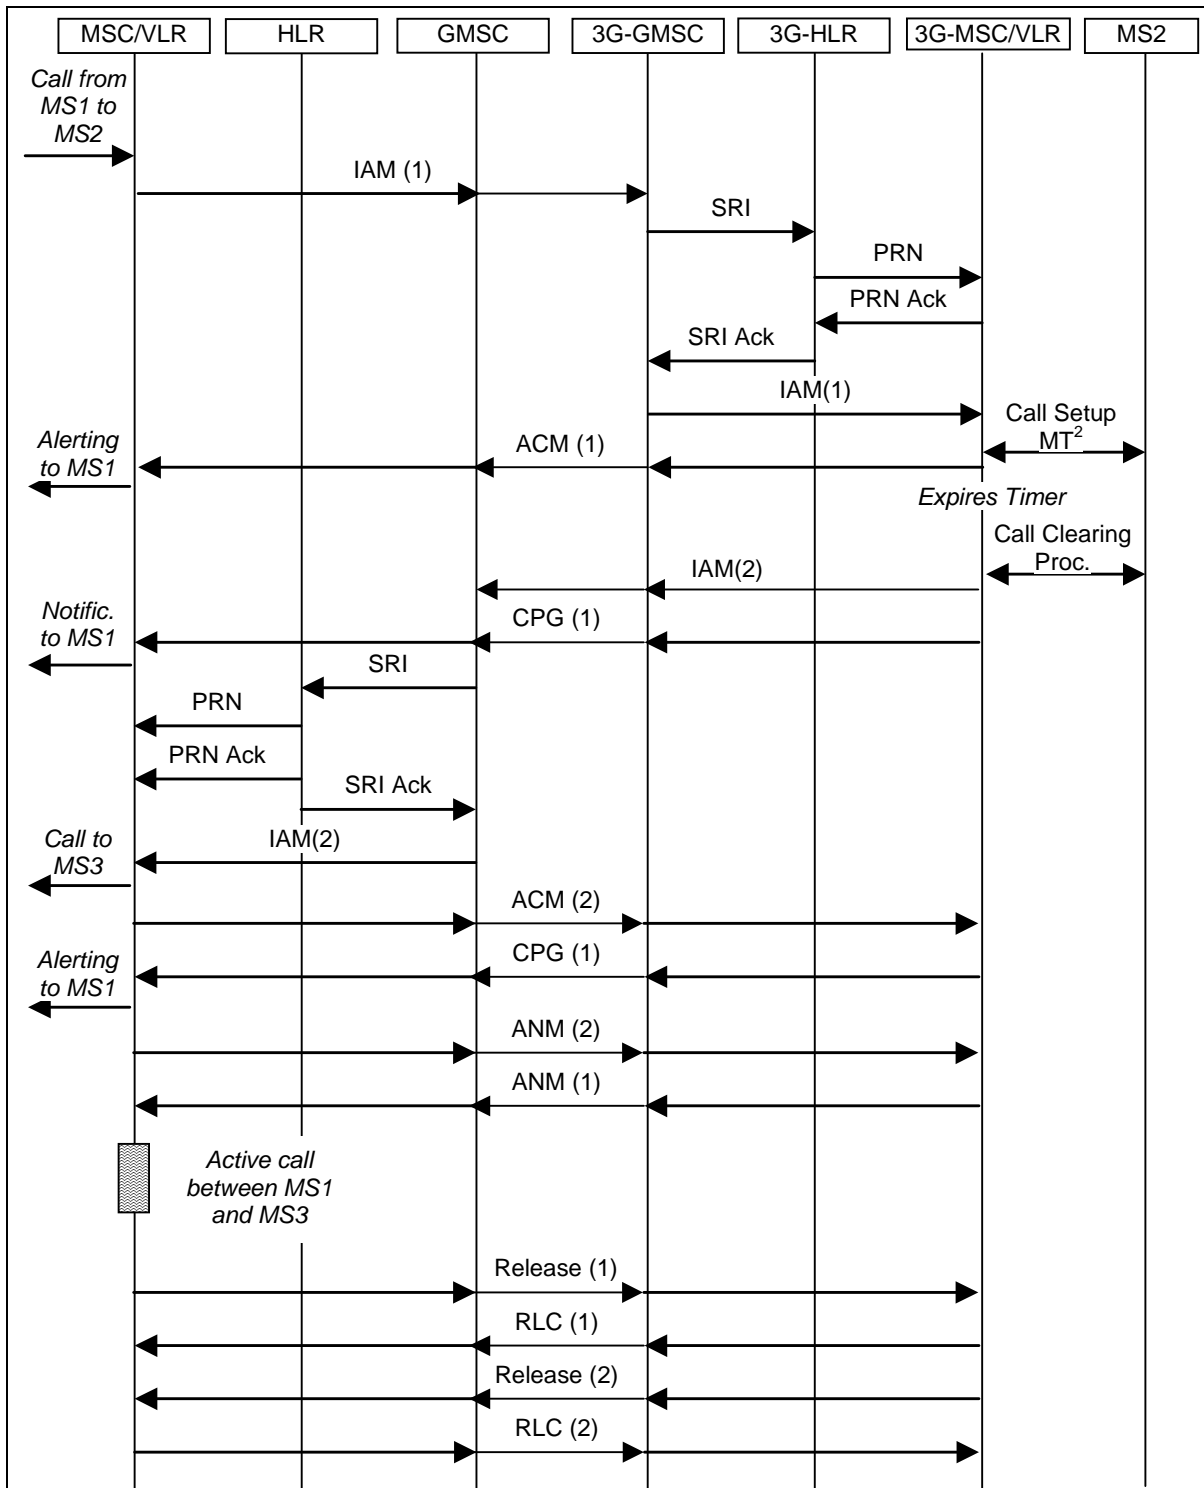 MSC/VLR HLR GMSC 3G-GMSC 3G-HLR 3G-MSC/VLR MS2
Call from
MS1 to
MS2
IAM (1)
SRI
PRN
PRN Ack
SRI Ack
IAM(1)
Call Setup
MT²
Alerting
to MS1
ACM (1)
Expires Timer
Call Clearing
Proc.
IAM(2)
Notific.
to MS1
CPG (1)
SRI
PRN
PRN Ack
SRI Ack
Call to
MS3
IAM(2)
ACM (2)
Alerting
to MS1
CPG (1)
ANM (2)
ANM (1)
Active call
between MS1
and MS3
Release (1)
RLC (1)
Release (2)
RLC (2)